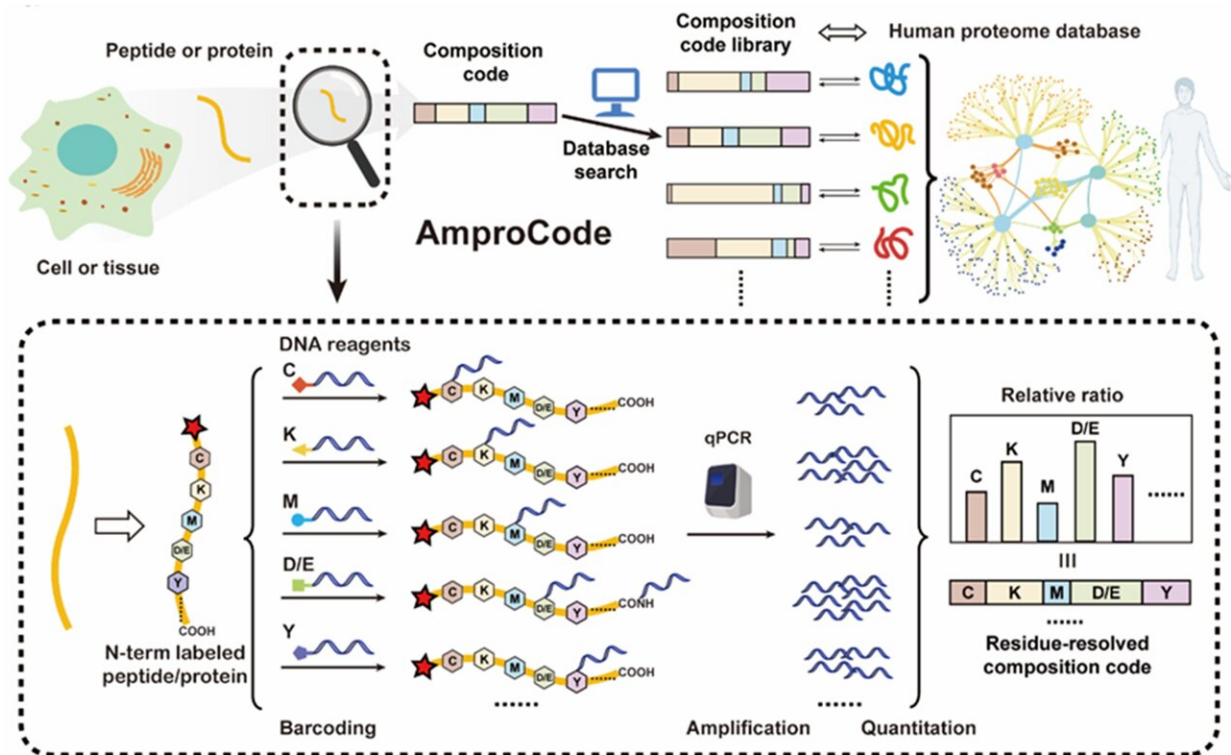 Peptide or protein
Composition
code
Composition
code library
Human proteome database
Database
search
AmproCode
Cell or tissue
DNA reagents
C
K
M
D/E
Y
C
K
M
D/E
Y
COOH
N-term labeled
peptide/protein
C K M D/E Y COOH
C K M D/E Y COOH
C K M D/E Y COOH
C K M D/E Y CONH
C K M D/E Y COOH
Barcoding
qPCR
Amplification
Quantitation
Relative ratio
C
K
M
D/E
Y
C K M D/E Y
Residue-resolved
composition code